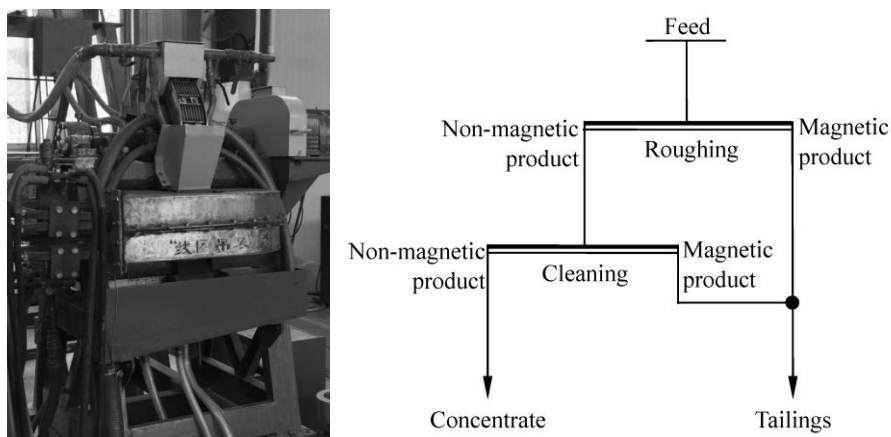 Feed
Non-magnetic
product
Roughing
Magnetic
product
Non-magnetic
product
Cleaning
Magnetic
product
Concentrate
Tailings